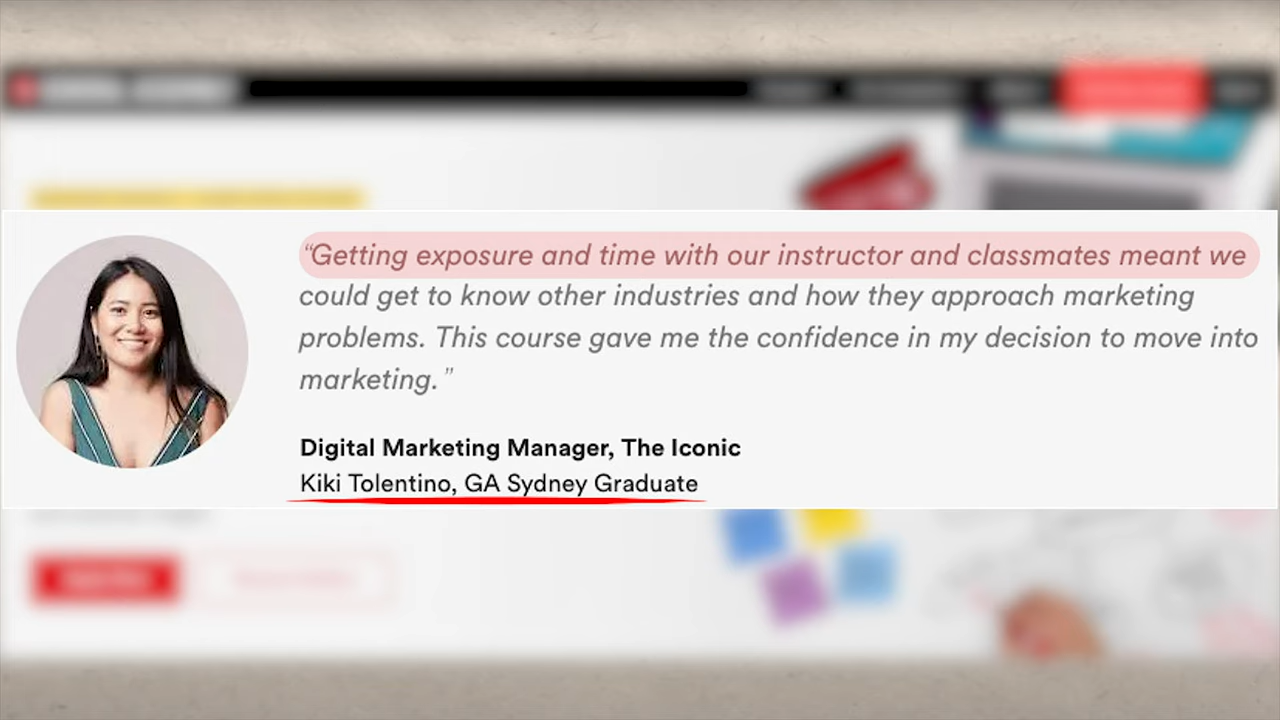 “Getting exposure and time with our instructor and classmates meant we
could get to know other industries and how they approach marketing
problems. This course gave me the confidence in my decision to move into
marketing.”
Digital Marketing Manager, The Iconic
Kiki Tolentino, GA Sydney Graduate